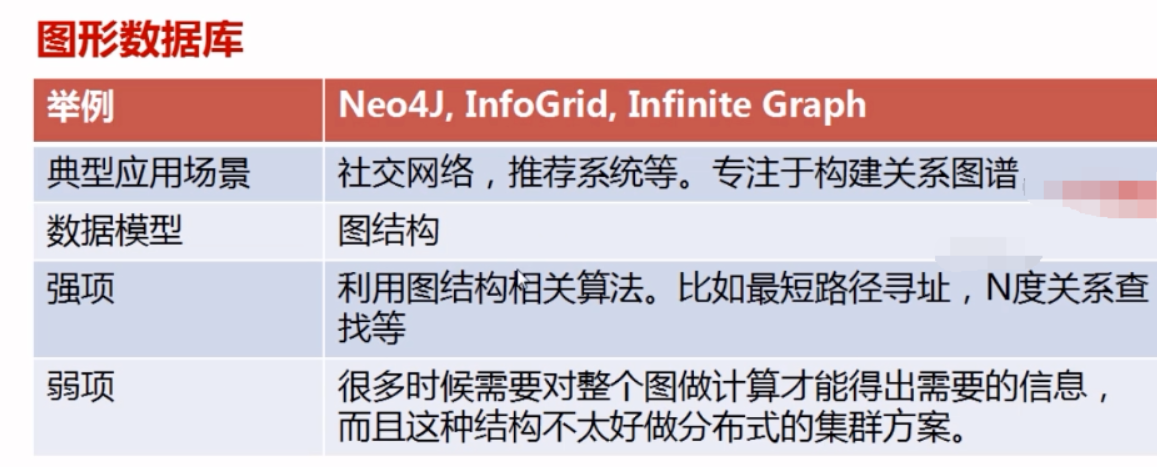 图形数据库
举例
Neo4J, InfoGrid, Infinite Graph
典型应用场景
社交网络，推荐系统等。专注于构建关系图谱
数据模型
图结构
强项
利用图结构相关算法。比如最短路径寻址，N度关系查
找等
弱项
很多时候需要对整个图做计算才能得出需要的信息，
而且这种结构不太好做分布式的集群方案。